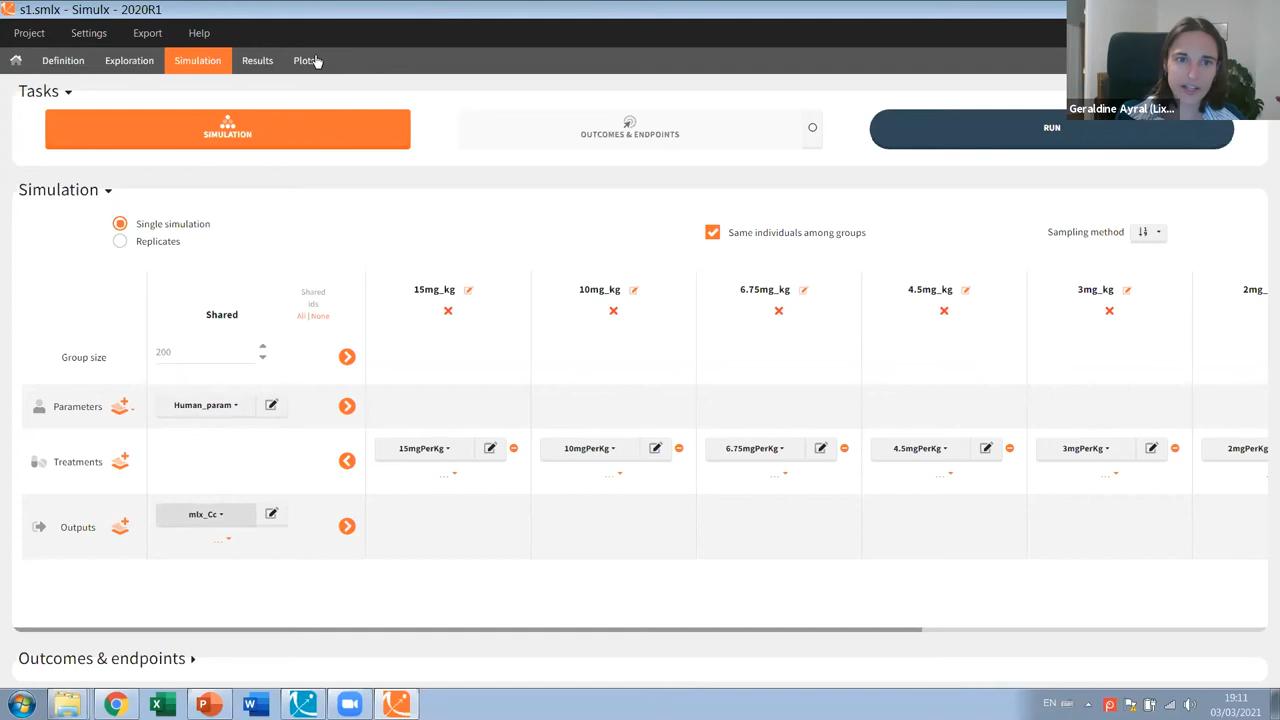 s1.smlx - Simulx - 2020R1
Project Settings Export Help
Definition Exploration Simulation Results Plots
Geraldine Ayral (Lix...
Tasks
SIMULATION
OUTCOMES & ENDPOINTS
RUN
Simulation
Single simulation
Replicates
Same individuals among groups
Sampling method
Shared
Shared
ids
All | None
15mg_kg 10mg_kg 6.75mg_kg 4.5mg_kg 3mg_kg 2mg_
Group size 200
Parameters Human_param
Treatments 15mgPerKg 10mgPerKg 6.75mgPerKg 4.5mgPerKg 3mgPerKg 2mgPerKg
... ... ... ... ...
Outputs mlx_Cc
...
Outcomes & endpoints
EN
19:11
03/03/2021